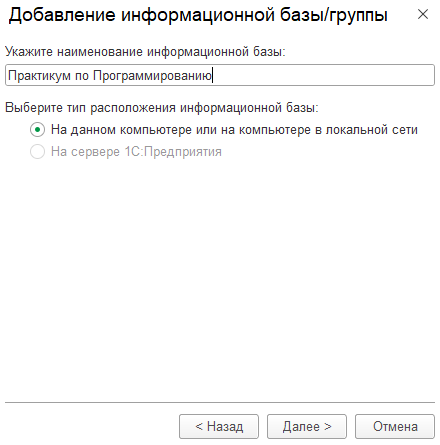 Добавление информационной базы/группы
Укажите наименование информационной базы:
Практикум по Программированию
Выберите тип расположения информационной базы:
На данном компьютере или на компьютере в локальной сети
На сервере 1С:Предприятия
< Назад
Далее >
Отмена